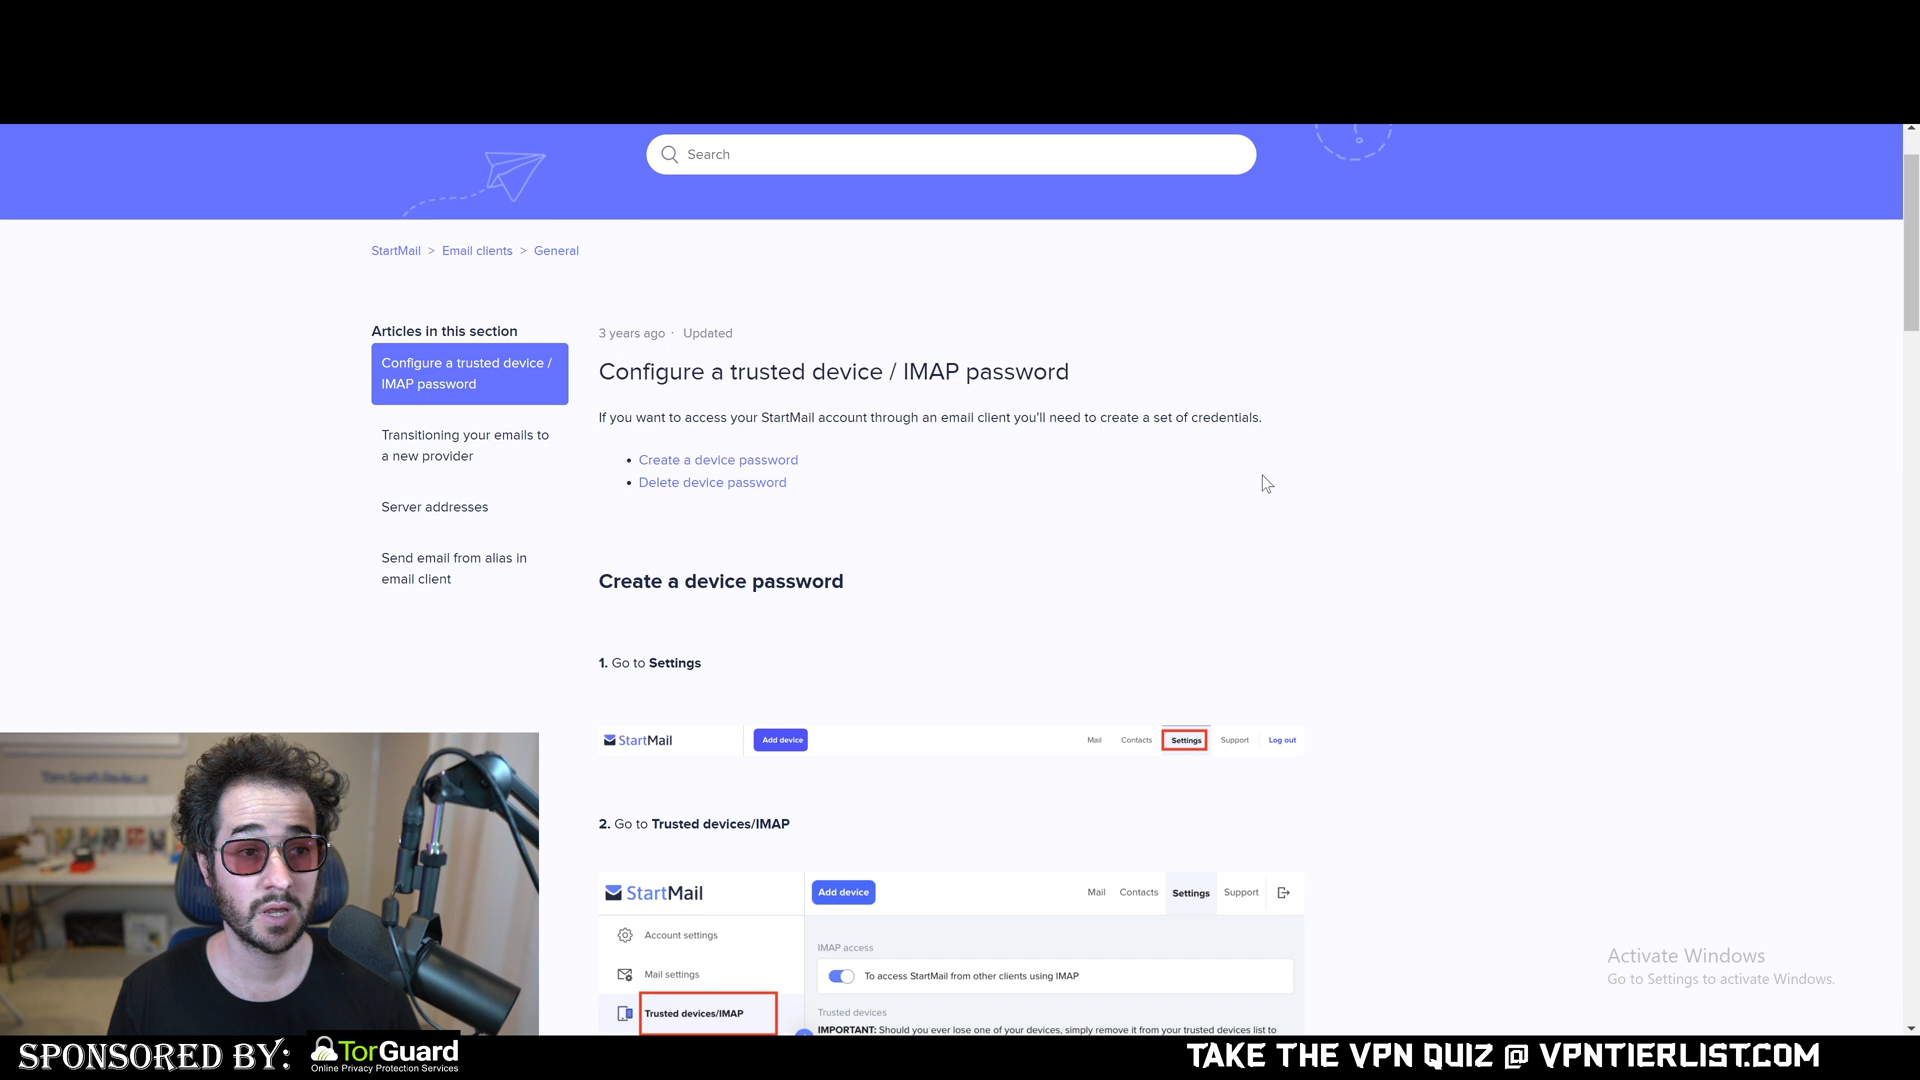 Search
StartMail > Email clients > General
Articles in this section
Configure a trusted device /
IMAP password
Transitioning your emails to
a new provider
Server addresses
Send email from alias in
email client
3 years ago · Updated
Configure a trusted device / IMAP password
If you want to access your StartMail account through an email client you'll need to create a set of credentials.
• Create a device password
• Delete device password
Create a device password
1. Go to Settings
StartMail Add device Mail Contacts Settings Support Log out
2. Go to Trusted devices/IMAP
StartMail Add device Mail Contacts Settings Support
Account settings
Mail settings
Trusted devices/IMAP
IMAP access
To access StartMail from other clients using IMAP
Trusted devices
IMPORTANT: Should you ever lose one of your devices, simply remove it from your trusted devices list to
Activate Windows
Go to Settings to activate Windows.
SPONSORED BY:
TorGuard
Online Privacy Protection Services
TAKE THE VPN QUIZ @ VPNTIERLIST.COM